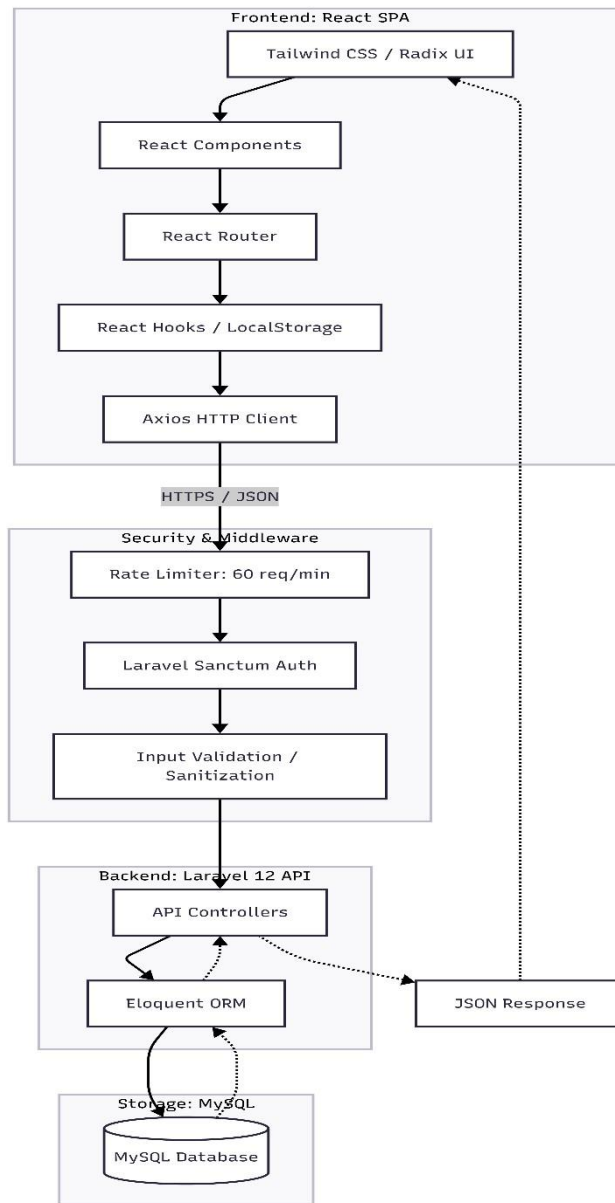 Frontend: React SPA
Tailwind CSS / Radix UI
React Components
React Router
React Hooks / LocalStorage
Axios HTTP Client
HTTPS / JSON
Security & Middleware
Rate Limiter: 60 req/min
Laravel Sanctum Auth
Input Validation /
Sanitization
Backend: Laravel 12 API
API Controllers
Eloquent ORM
JSON Response
Storage: MySQL
MySQL Database